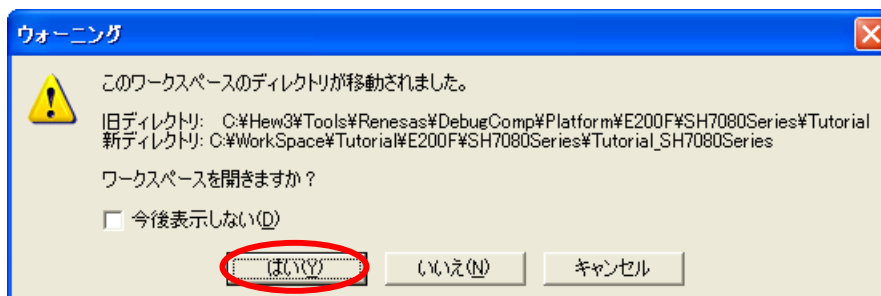 ウォーニング
このワークスペースのディレクトリが移動されました。
旧ディレクトリ: C:¥Hew3¥Tools¥Renesas¥DebugComp¥Platform¥E200F¥SH7080Series¥Tutorial
新ディレクトリ: C:¥WorkSpace¥Tutorial¥E200F¥SH7080Series¥Tutorial_SH7080Series
ワークスペースを開きますか？
今後表示しない(D)
はい(Y) いいえ(N) キャンセル